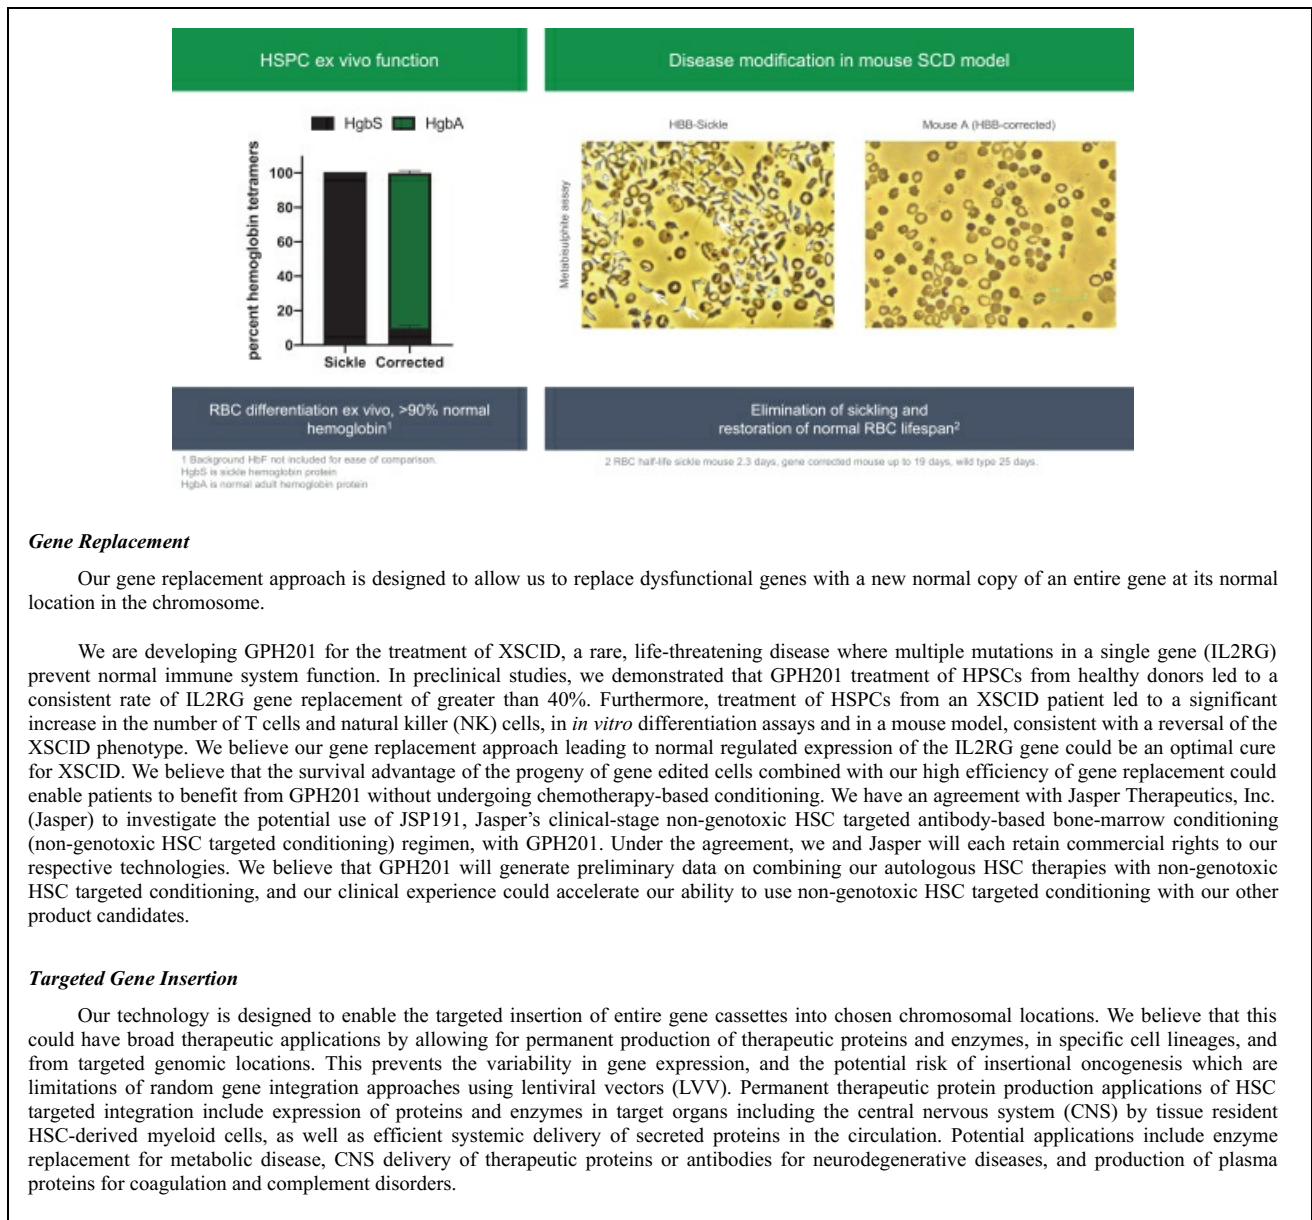 HSPC ex vivo function
Disease modification in mouse SCD model
HgbS HgbA
percent hemoglobin tetramers
100
80
60
40
20
0
Sickle Corrected
HBB-Sickle
Mouse A (HBB-corrected)
Metabisulphite assay
RBC differentiation ex vivo, >90% normal
hemoglobin1
Elimination of sickling and
restoration of normal RBC lifespan2
1 Background HbF not included for ease of comparison.
HgbS is sickle hemoglobin protein
HgbA is normal adult hemoglobin protein
2 RBC half-life sickle mouse 2.3 days, gene corrected mouse up to 19 days, wild type 25 days.
Gene Replacement
Our gene replacement approach is designed to allow us to replace dysfunctional genes with a new normal copy of an entire gene at its normal
location in the chromosome.
We are developing GPH201 for the treatment of XSCID, a rare, life-threatening disease where multiple mutations in a single gene (IL2RG)
prevent normal immune system function. In preclinical studies, we demonstrated that GPH201 treatment of HPSCs from healthy donors led to a
consistent rate of IL2RG gene replacement of greater than 40%. Furthermore, treatment of HSPCs from an XSCID patient led to a significant
increase in the number of T cells and natural killer (NK) cells, in in vitro differentiation assays and in a mouse model, consistent with a reversal of the
XSCID phenotype. We believe our gene replacement approach leading to normal regulated expression of the IL2RG gene could be an optimal cure
for XSCID. We believe that the survival advantage of the progeny of gene edited cells combined with our high efficiency of gene replacement could
enable patients to benefit from GPH201 without undergoing chemotherapy-based conditioning. We have an agreement with Jasper Therapeutics, Inc.
(Jasper) to investigate the potential use of JSP191, Jasper’s clinical-stage non-genotoxic HSC targeted antibody-based bone-marrow conditioning
(non-genotoxic HSC targeted conditioning) regimen, with GPH201. Under the agreement, we and Jasper will each retain commercial rights to our
respective technologies. We believe that GPH201 will generate preliminary data on combining our autologous HSC therapies with non-genotoxic
HSC targeted conditioning, and our clinical experience could accelerate our ability to use non-genotoxic HSC targeted conditioning with our other
product candidates.
Targeted Gene Insertion
Our technology is designed to enable the targeted insertion of entire gene cassettes into chosen chromosomal locations. We believe that this
could have broad therapeutic applications by allowing for permanent production of therapeutic proteins and enzymes, in specific cell lineages, and
from targeted genomic locations. This prevents the variability in gene expression, and the potential risk of insertional oncogenesis which are
limitations of random gene integration approaches using lentiviral vectors (LVV). Permanent therapeutic protein production applications of HSC
targeted integration include expression of proteins and enzymes in target organs including the central nervous system (CNS) by tissue resident
HSC-derived myeloid cells, as well as efficient systemic delivery of secreted proteins in the circulation. Potential applications include enzyme
replacement for metabolic disease, CNS delivery of therapeutic proteins or antibodies for neurodegenerative diseases, and production of plasma
proteins for coagulation and complement disorders.